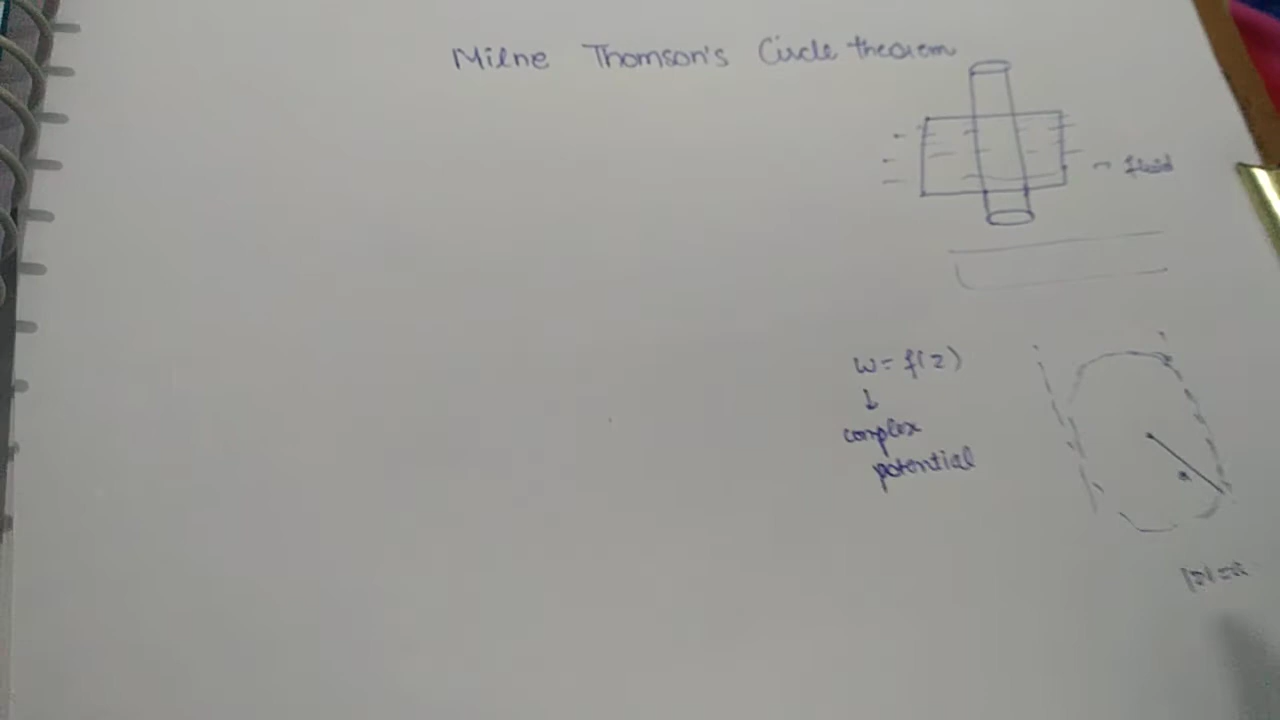 Milne Thomson's Circle theorem
fluid
w = f(z)
↓
complex
potential